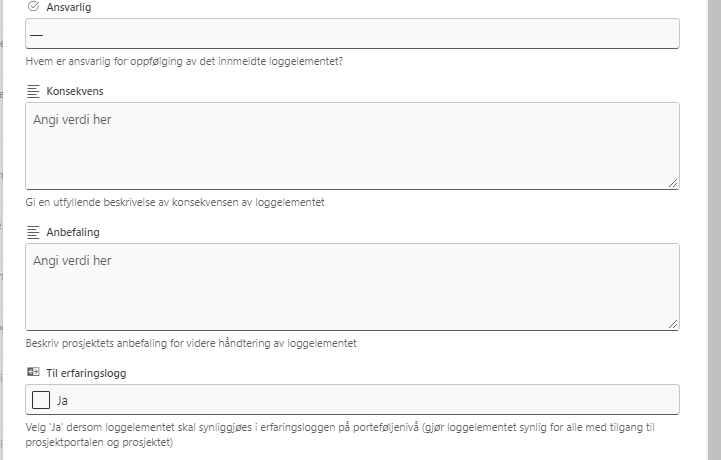 Ansvarlig
—
Hvem er ansvarlig for oppfølging av det innmeldte loggelementet?
Konsekvens
Angi verdi her
Gi en utfyllende beskrivelse av konsekvensen av loggelementet
Anbefaling
Angi verdi her
Beskriv prosjektets anbefaling for videre håndtering av loggelementet
Til erfaringslogg
Ja
Velg 'Ja' dersom loggelementet skal synliggjøes i erfaringsloggen på porteføljenivå (gjør loggelementet synlig for alle med tilgang til
prosjektportalen og prosjektet)